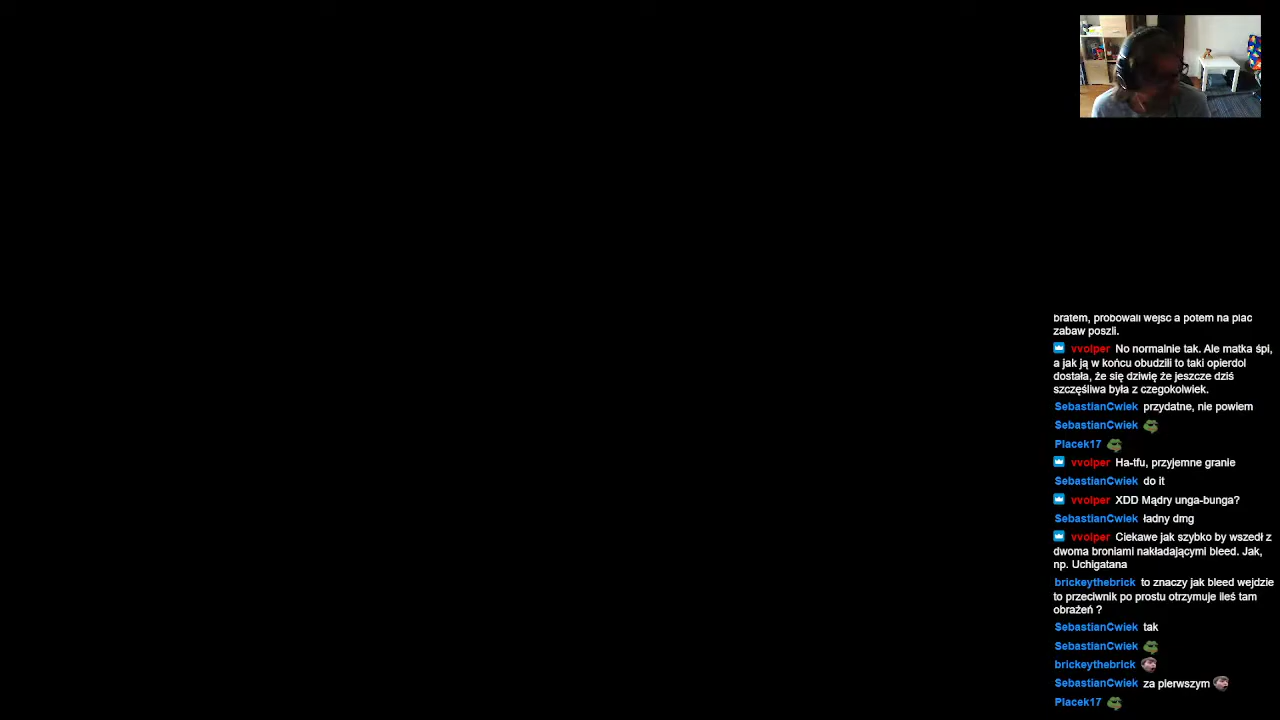 bratem, probowali wejsc a potem na plac
zabaw poszli.
vvolper No normalnie tak. Ale matka śpi,
a jak ją w końcu obudzili to taki opierdol
dostała, że się dziwię że jeszcze dziś
szczęśliwa była z czegokolwiek.
SebastianCwiek przydatne, nie powiem
SebastianCwiek
Placek17
vvolper Ha-tfu, przyjemne granie
SebastianCwiek do it
vvolper XDD Mądry unga-bunga?
SebastianCwiek ładny dmg
vvolper Ciekawe jak szybko by wszedł z
dwoma broniami nakładającymi bleed. Jak,
np. Uchigatana
brickeythebrick to znaczy jak bleed wejdzie
to przeciwnik po prostu otrzymuje ileś tam
obrażeń ?
SebastianCwiek tak
SebastianCwiek
brickeythebrick
SebastianCwiek za pierwszym
Placek17